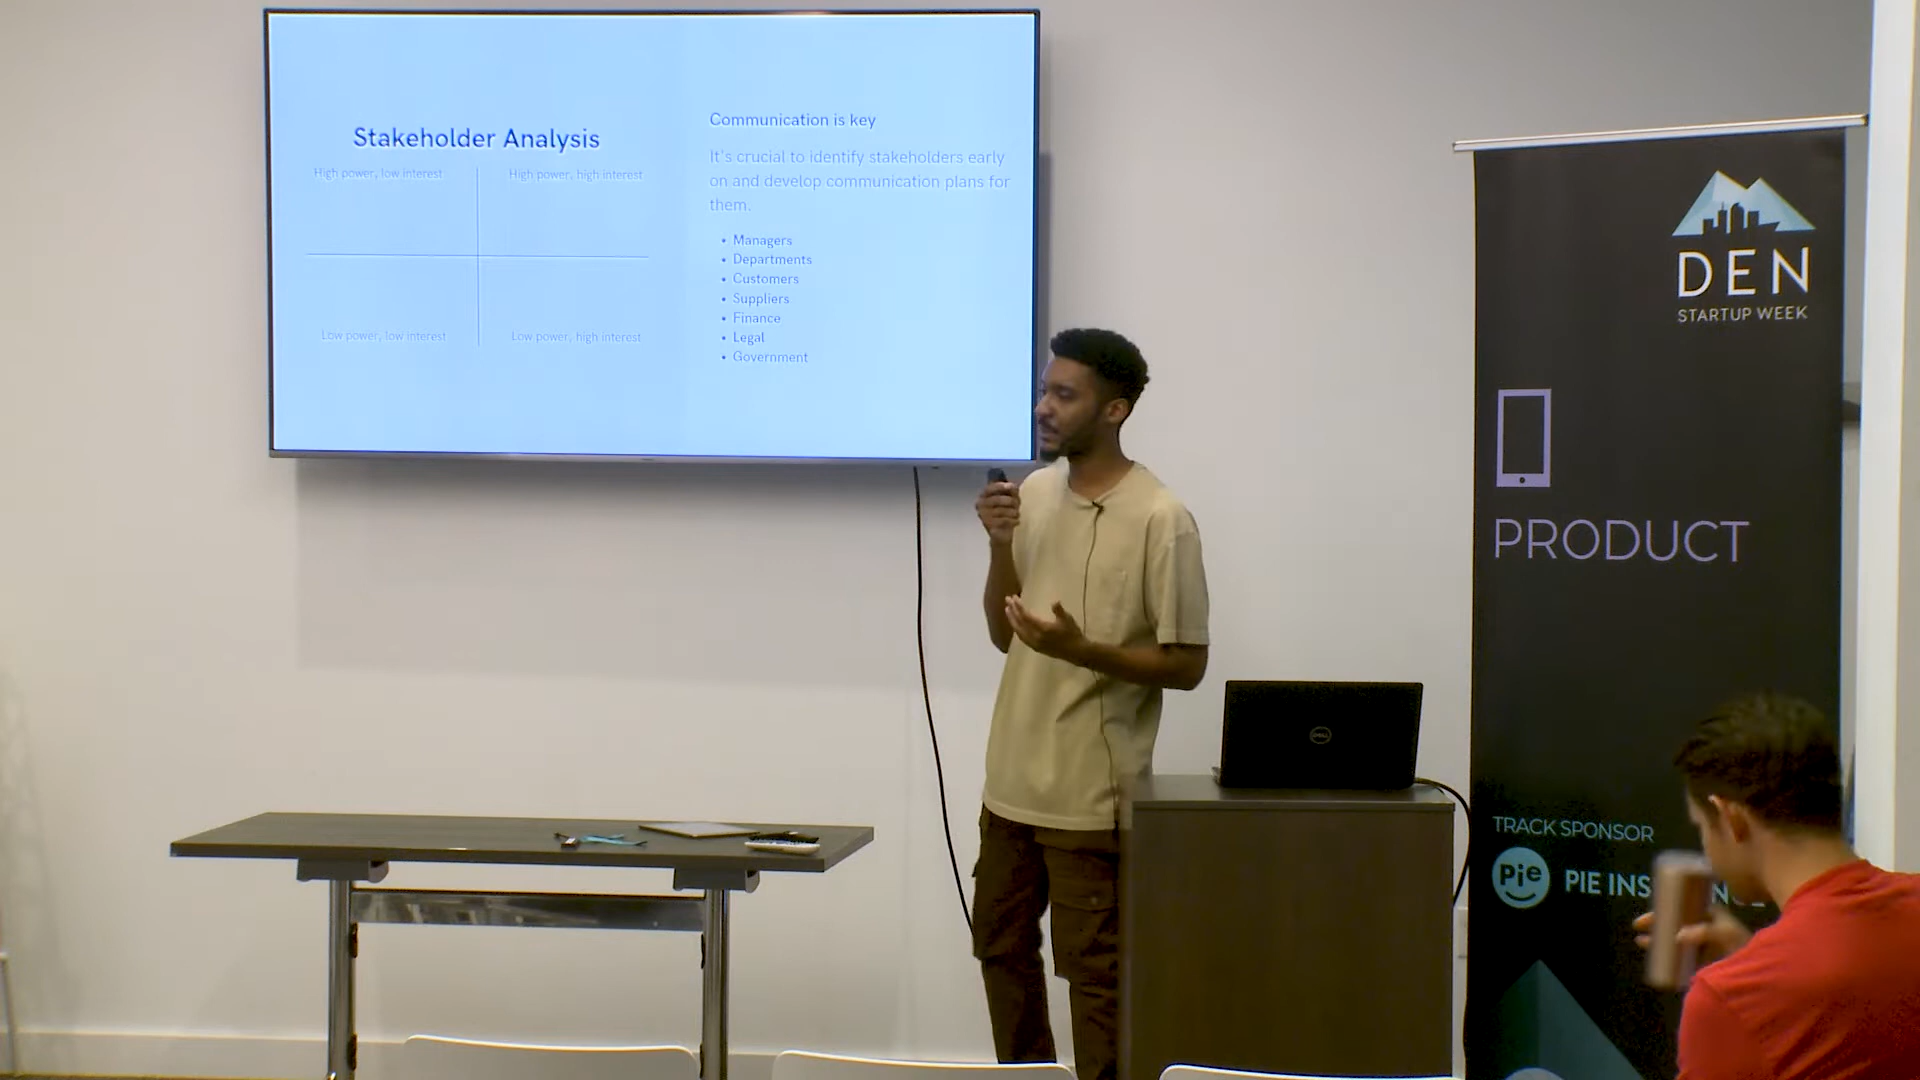 Stakeholder Analysis
High power, low interest
High power, high interest
Low power, low interest
Low power, high interest
Communication is key
It's crucial to identify stakeholders early
on and develop communication plans for
them.
• Managers
• Departments
• Customers
• Suppliers
• Finance
• Legal
• Government
DELL
DEN
STARTUP WEEK
PRODUCT
TRACK SPONSOR
Pie
PIE